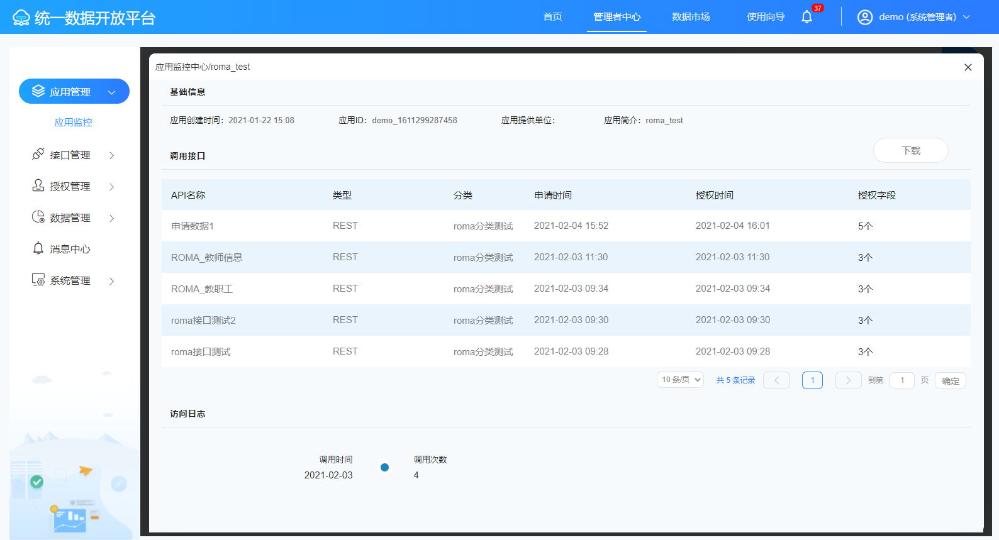 统一数据开放平台
首页 管理者中心 数据市场 使用向导 37 demo (系统管理者)
应用管理
应用监控
接口管理
授权管理
数据管理
消息中心
系统管理
应用监控中心/roma_test
基础信息
应用创建时间：2021-01-22 15:08 应用ID：demo_1611299287458 应用提供单位： 应用简介：roma_test
调用接口
下载
API名称 类型 分类 申请时间 授权时间 授权字段
申请数据1 REST roma分类测试 2021-02-04 15:52 2021-02-04 16:01 5个
ROMA_教师信息 REST roma分类测试 2021-02-03 11:30 2021-02-03 11:30 3个
ROMA_教职工 REST roma分类测试 2021-02-03 09:34 2021-02-03 09:34 3个
roma接口测试2 REST roma分类测试 2021-02-03 09:30 2021-02-03 09:30 3个
roma接口测试 REST roma分类测试 2021-02-03 09:28 2021-02-03 09:28 3个
10 条/页 共 5 条记录 1 到第 1 页 确定
访问日志
调用时间 调用次数
2021-02-03 4